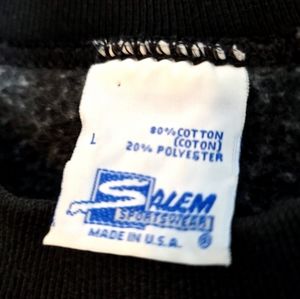 80% COTTON
L (COTON)
20% POLYESTER
SALEM
SPORTSWEAR
MADE IN U.S.A. ®